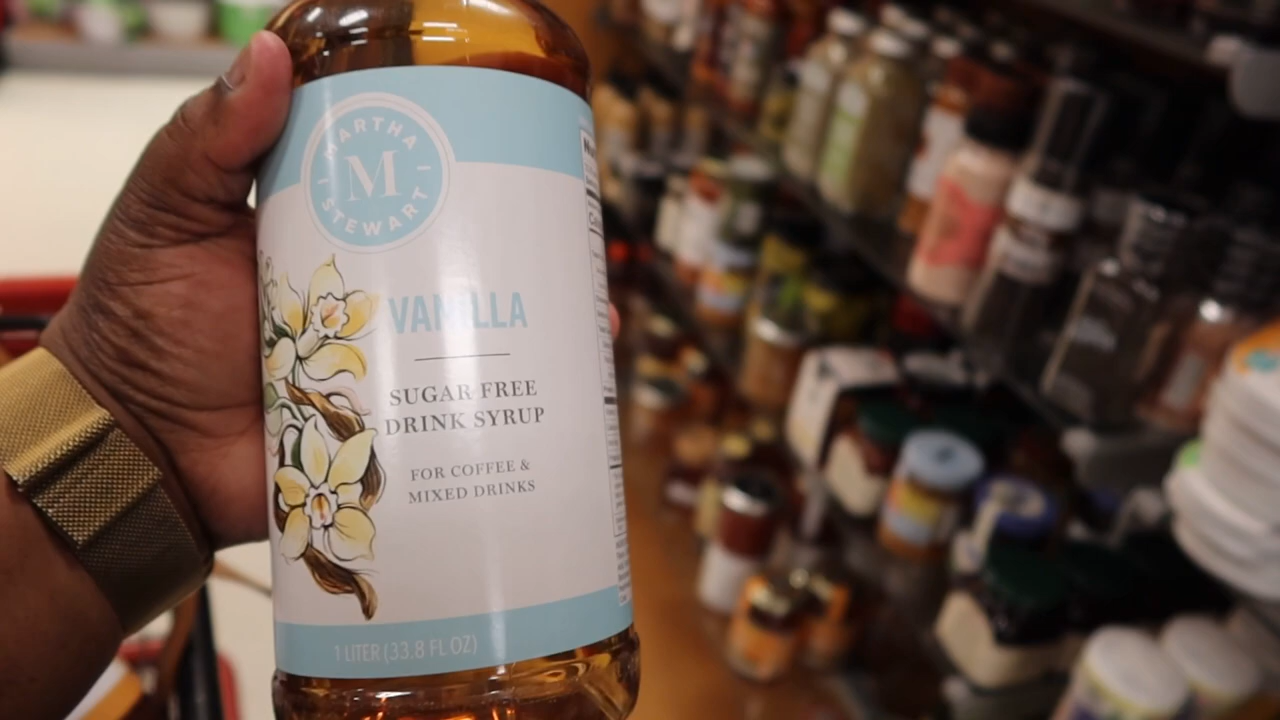 MARTHA
M
STEWART
VANILLA
SUGAR FREE
DRINK SYRUP
FOR COFFEE &
MIXED DRINKS
1 LITER (33.8 FL OZ)